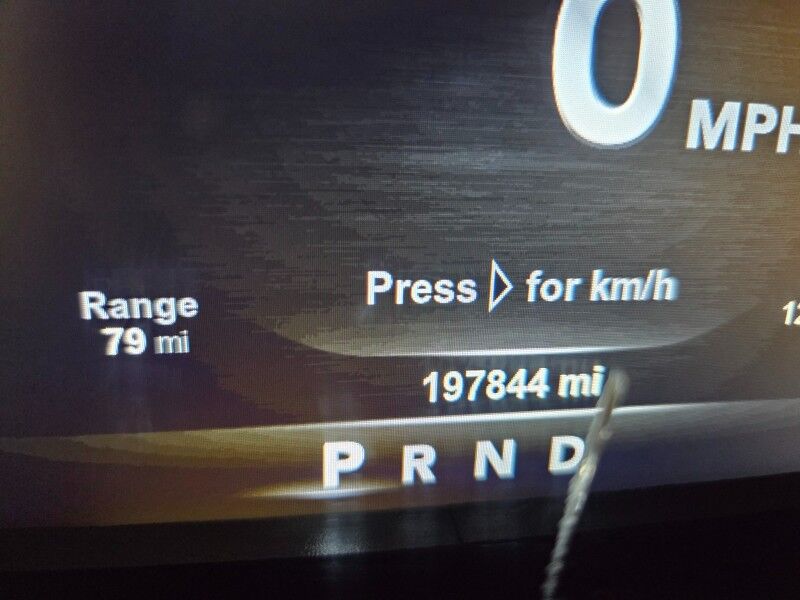 0 MPH
Press ▷ for km/h
Range
79 mi
197844 mi
P R N D